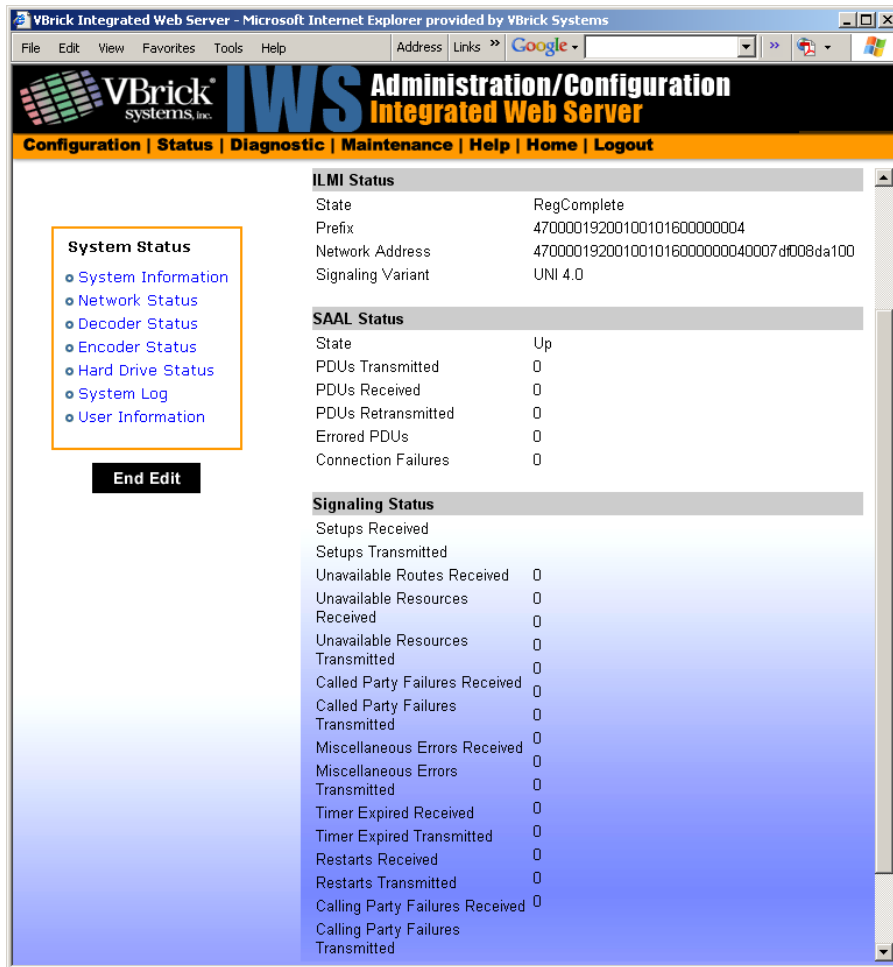 VBrick Integrated Web Server - Microsoft Internet Explorer provided by VBrick Systems
File Edit View Favorites Tools Help Address Links » Google »
VBrick systems, inc. IWS Administration/Configuration
Integrated Web Server
Configuration | Status | Diagnostic | Maintenance | Help | Home | Logout
System Status
System Information
Network Status
Decoder Status
Encoder Status
Hard Drive Status
System Log
User Information
End Edit
ILMI Status
State RegComplete
Prefix 47000019200100101600000004
Network Address 470000192001001016000000040007df008da100
Signaling Variant UNI 4.0
SAAL Status
State Up
PDUs Transmitted 0
PDUs Received 0
PDUs Retransmitted 0
Errored PDUs 0
Connection Failures 0
Signaling Status
Setups Received
Setups Transmitted
Unavailable Routes Received 0
Unavailable Resources 0
Received 0
Unavailable Resources 0
Transmitted 0
Called Party Failures Received 0
Called Party Failures 0
Transmitted
Miscellaneous Errors Received 0
Miscellaneous Errors 0
Transmitted 0
Timer Expired Received 0
Timer Expired Transmitted 0
Restarts Received 0
Restarts Transmitted 0
Calling Party Failures Received 0
Calling Party Failures
Transmitted